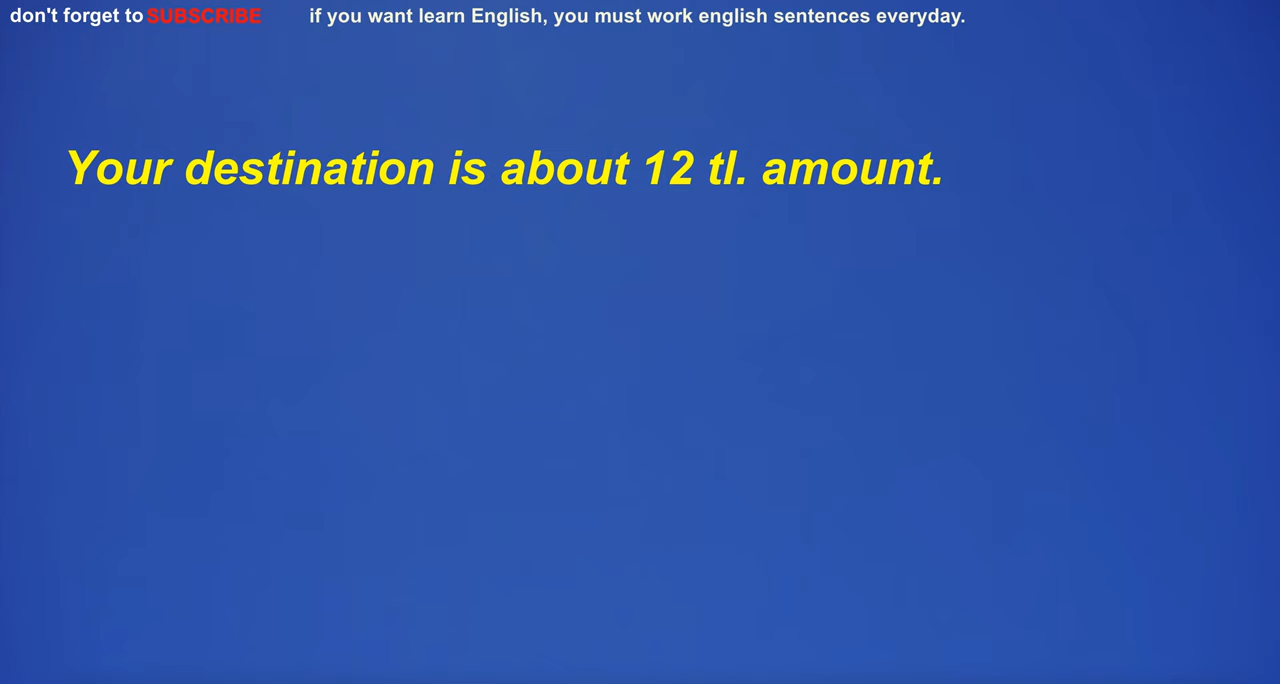 don't forget to SUBSCRIBE if you want learn English, you must work english sentences everyday.
Your destination is about 12 tl. amount.